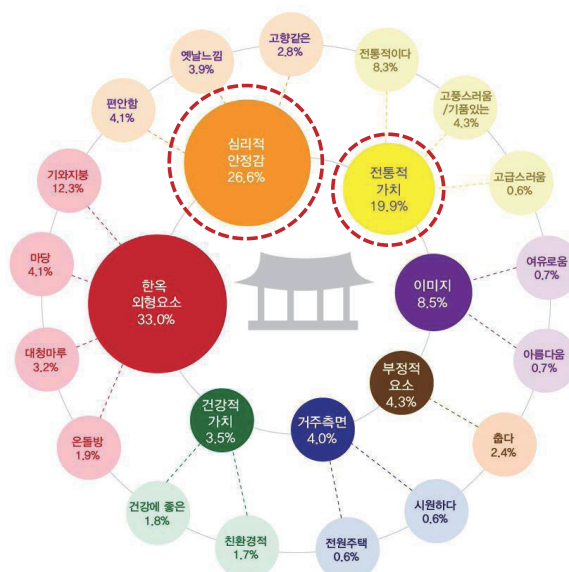 고향같은
2.8%
옛날느낌
3.9%
편안함
4.1%
심리적
안정감
26.6%
전통적이다
8.3%
고풍스러움
/기품있는
4.3%
고급스러움
0.6%
전통적
가치
19.9%
기와지붕
12.3%
마당
4.1%
대청마루
3.2%
온돌방
1.9%
한옥
외형요소
33.0%
이미지
8.5%
여유로움
0.7%
아름다움
0.7%
부정적
요소
4.3%
춥다
2.4%
건강적
가치
3.5%
건강에 좋은
1.8%
친환경적
1.7%
거주측면
4.0%
전원주택
0.6%
시원하다
0.6%